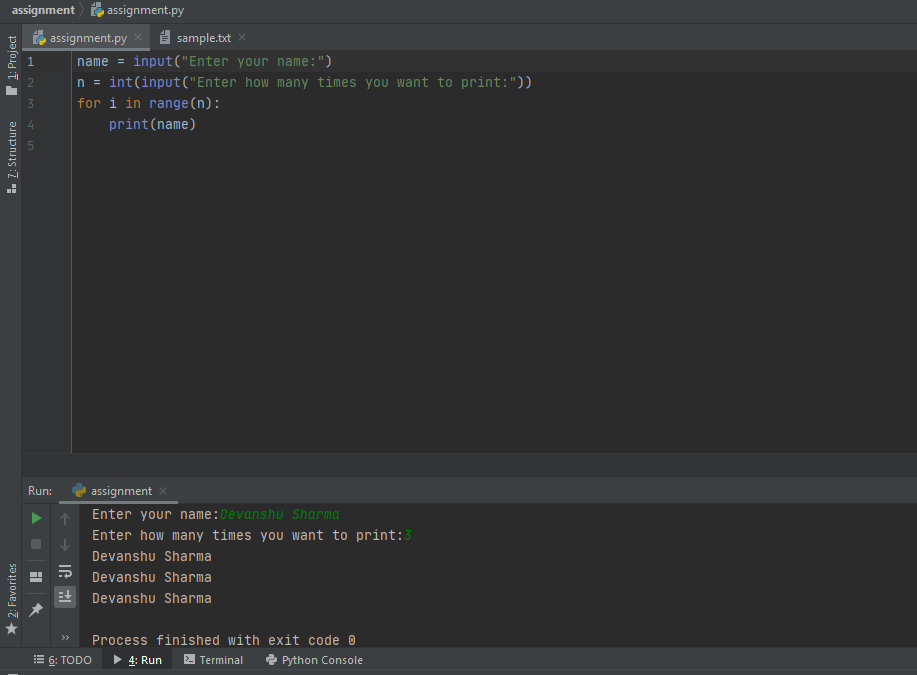 assignment assignment.py
1: Project
7: Structure
2: Favorites
assignment.py sample.txt
1 name = input("Enter your name:")
2 n = int(input("Enter how many times you want to print:"))
3 for i in range(n):
4 print(name)
5
Run: assignment
Enter your name:Devanshu Sharma
Enter how many times you want to print:3
Devanshu Sharma
Devanshu Sharma
Devanshu Sharma
Process finished with exit code 0
6: TODO 4: Run Terminal Python Console